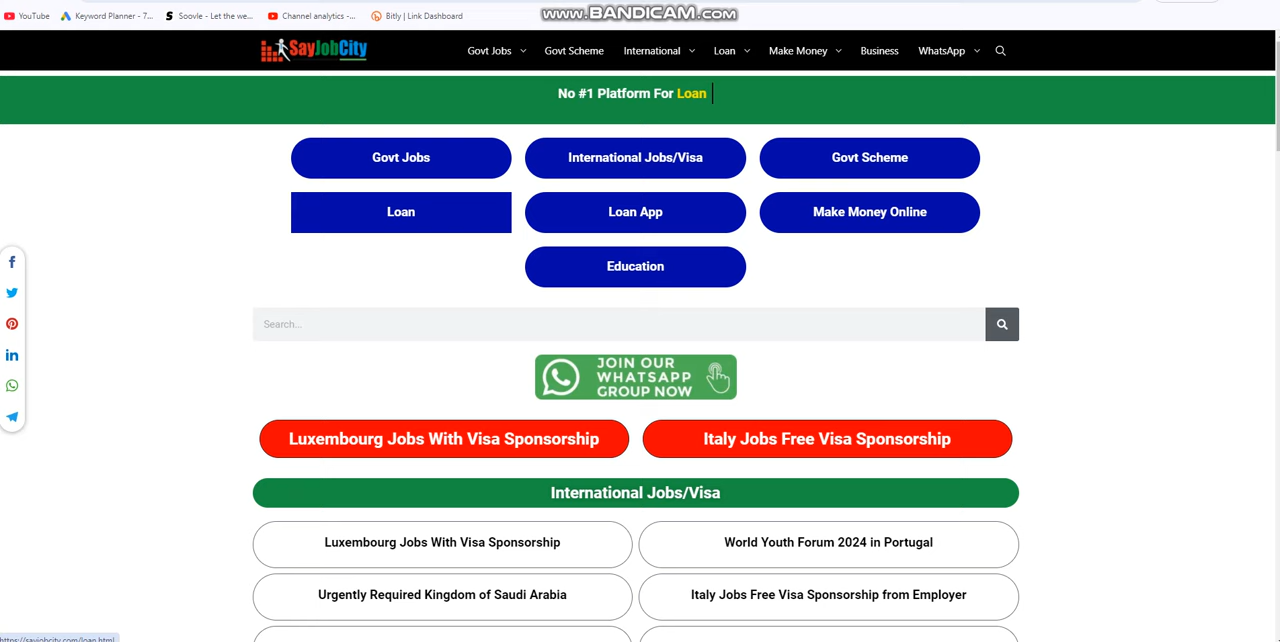 YouTube Keyword Planner - 7... Soovle - Let the we... Channel analytics -... Bitly | Link Dashboard
www.BANDICAM.com
SayJobCity Govt Jobs Govt Scheme International Loan Make Money Business WhatsApp
No #1 Platform For Loan
Govt Jobs International Jobs/Visa Govt Scheme
Loan Loan App Make Money Online
Education
Search...
JOIN OUR
WHATSAPP
GROUP NOW
Luxembourg Jobs With Visa Sponsorship Italy Jobs Free Visa Sponsorship
International Jobs/Visa
Luxembourg Jobs With Visa Sponsorship World Youth Forum 2024 in Portugal
Urgently Required Kingdom of Saudi Arabia Italy Jobs Free Visa Sponsorship from Employer
https://sayjobcity.com/loan.html